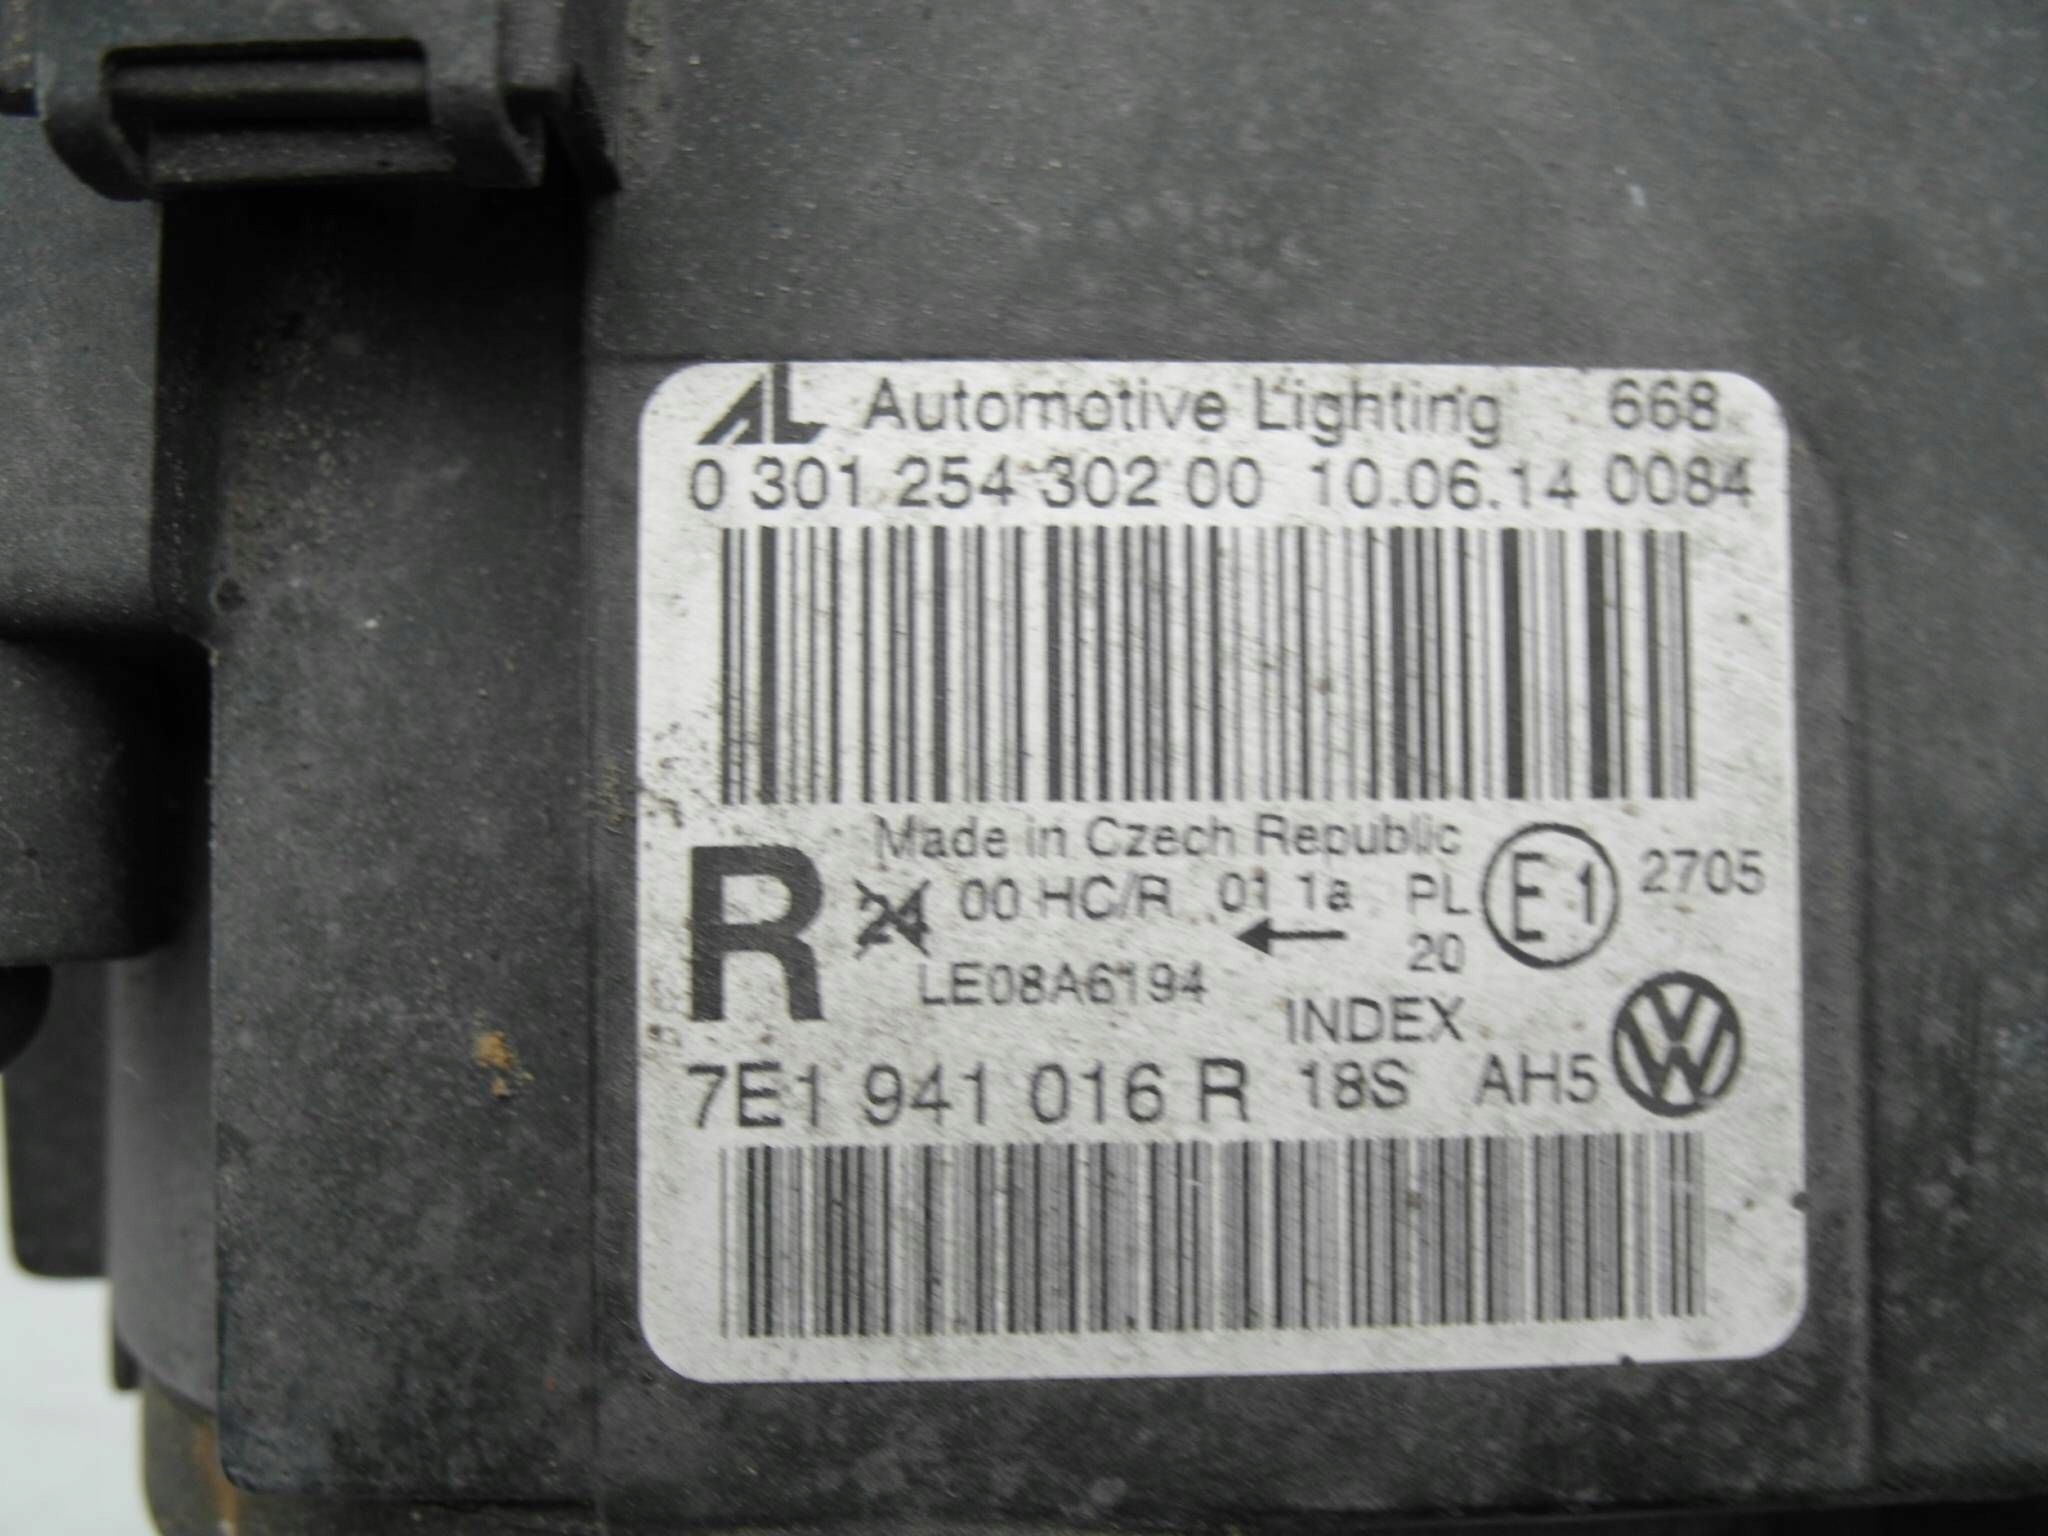 AL Automotive Lighting 668
0 301 254 302 00 10.06.14 0084
Made in Czech Republic
R 24 00 HC/R 01 1a PL E1 2705
20
LE08A6194
INDEX
7E1 941 016 R 18S AH5